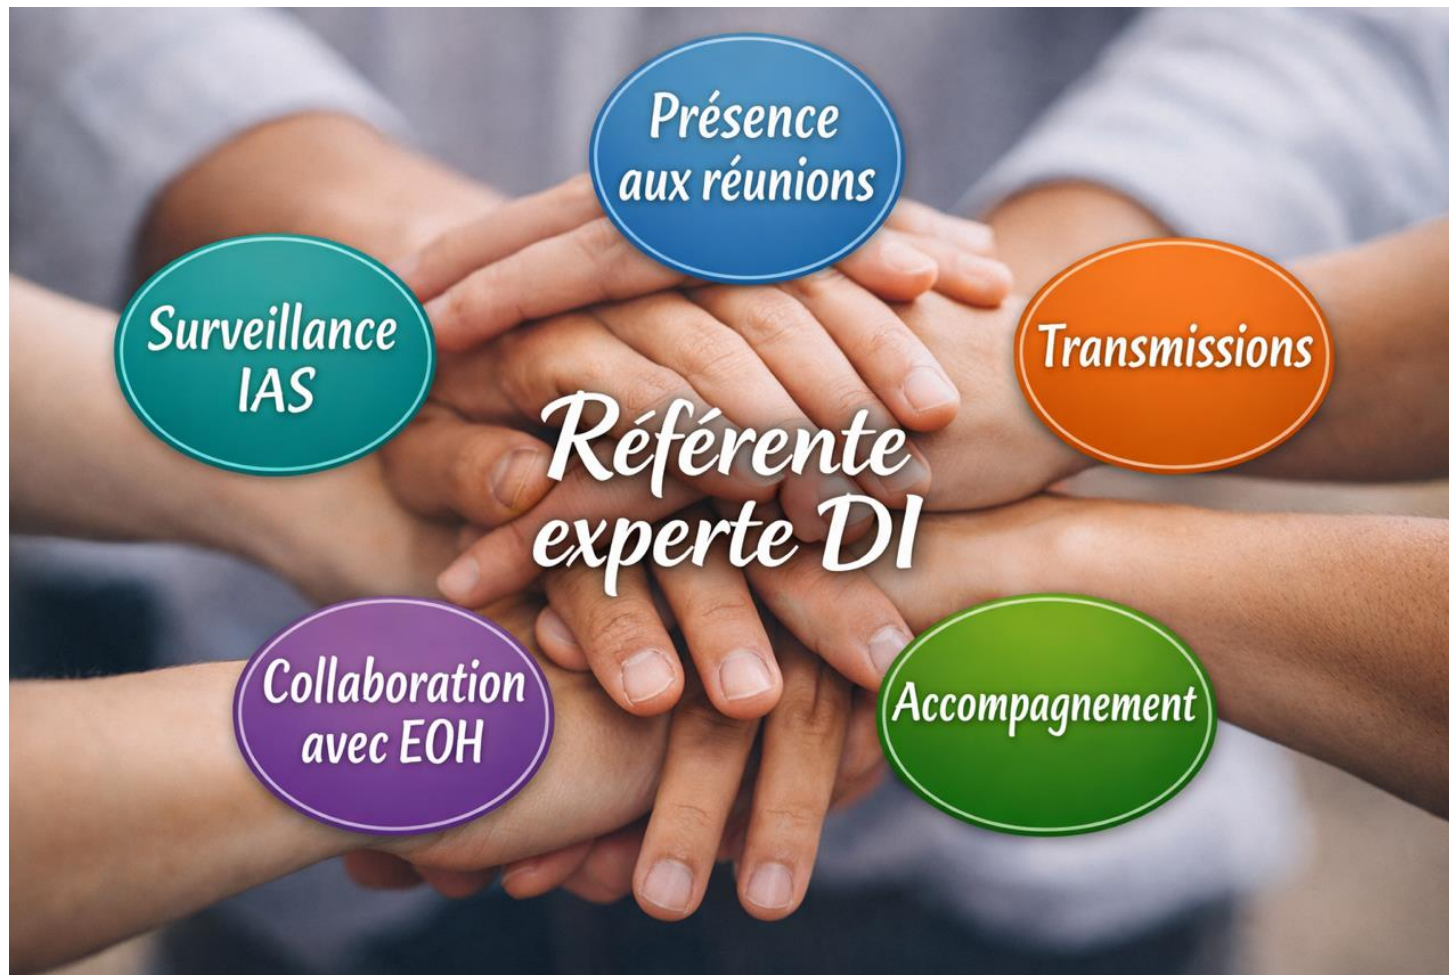 Présence
aux réunions
Surveillance
IAS
Transmissions
Référente
experte DI
Collaboration
avec EOH
Accompagnement